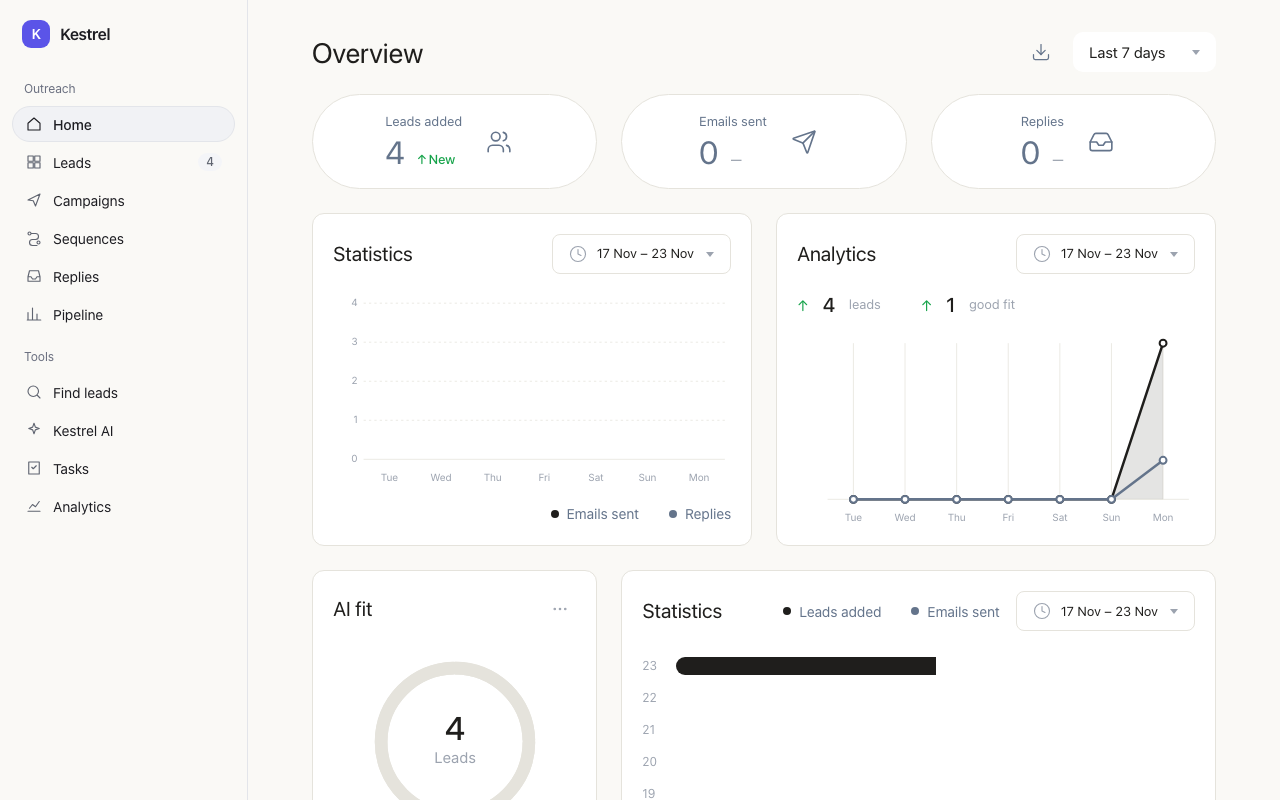 K Kestrel
Outreach
Home
Leads 4
Campaigns
Sequences
Replies
Pipeline
Tools
Find leads
Kestrel AI
Tasks
Analytics
Overview
Last 7 days
Leads added
4 New
Emails sent
0 –
Replies
0 –
Statistics
17 Nov – 23 Nov
4
3
2
1
0
Tue Wed Thu Fri Sat Sun Mon
Emails sent Replies
Analytics
17 Nov – 23 Nov
4 leads 1 good fit
Tue Wed Thu Fri Sat Sun Mon
AI fit
4
Leads
Statistics
Leads added Emails sent 17 Nov – 23 Nov
23
22
21
20
19